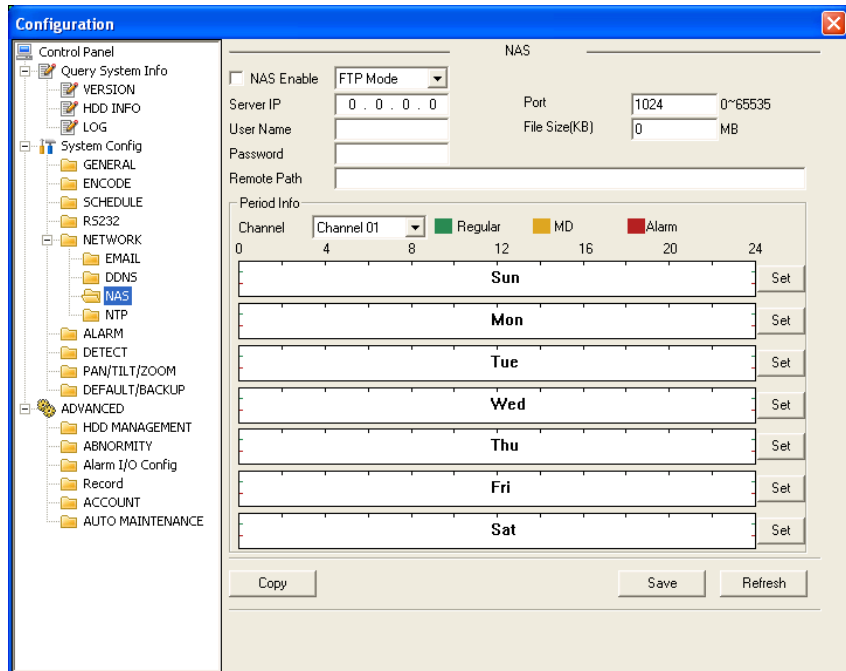 Configuration
Control Panel
Query System Info
VERSION
HDD INFO
LOG
System Config
GENERAL
ENCODE
SCHEDULE
RS232
NETWORK
EMAIL
DDNS
NAS
NTP
ALARM
DETECT
PAN/TILT/ZOOM
DEFAULT/BACKUP
ADVANCED
HDD MANAGEMENT
ABNORMITY
Alarm I/O Config
Record
ACCOUNT
AUTO MAINTENANCE
NAS
NAS Enable FTP Mode
Server IP 0 . 0 . 0 . 0 Port 1024 0~65535
User Name File Size(KB) 0 MB
Password
Remote Path
Period Info
Channel Channel 01 Regular MD Alarm
0 4 8 12 16 20 24
Sun Set
Mon Set
Tue Set
Wed Set
Thu Set
Fri Set
Sat Set
Copy Save Refresh